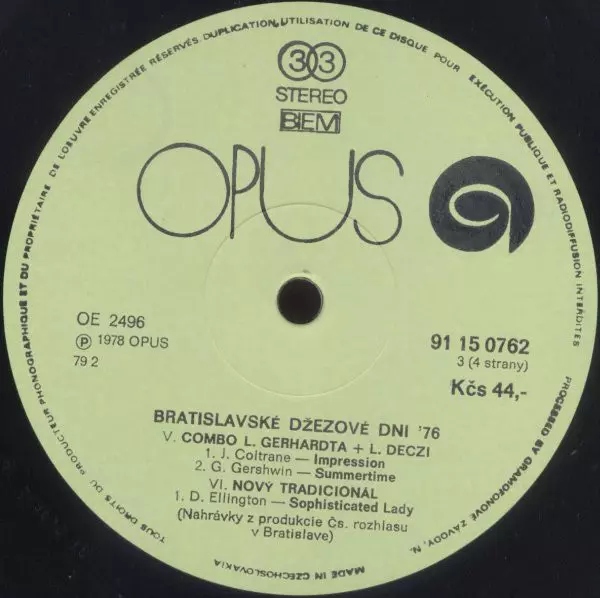 TOUS DROITS DU PRODUCTEUR PHONOGRAPHIQUE ET DU PROPRIÉTAIRE DE L'OEUVRE ENREGISTRÉE RÉSERVÉS. DUPLICATION, UTILISATION DE CE DISQUE POUR EXÉCUTION PUBLIQUE ET RADIODIFFUSION INTERDITES
33
STEREO
BIEM
OPUS
OE 2496
Ⓟ 1978 OPUS
79 2
91 15 0762
3 (4 strany)
Kčs 44,-
BRATISLAVSKÉ DŽEZOVÉ DNI '76
V. COMBO L. GERHARDTA + L. DECZI
1. J. Coltrane — Impression
2. G. Gershwin — Summertime
VI. NOVÝ TRADICIONÁL
1. D. Ellington — Sophisticated Lady
(Nahrávky z produkcie Čs. rozhlasu
v Bratislave)
PROCESSED BY GRAMOFONOVÉ ZÁVODY, N.
MADE IN CZECHOSLOVAKIA